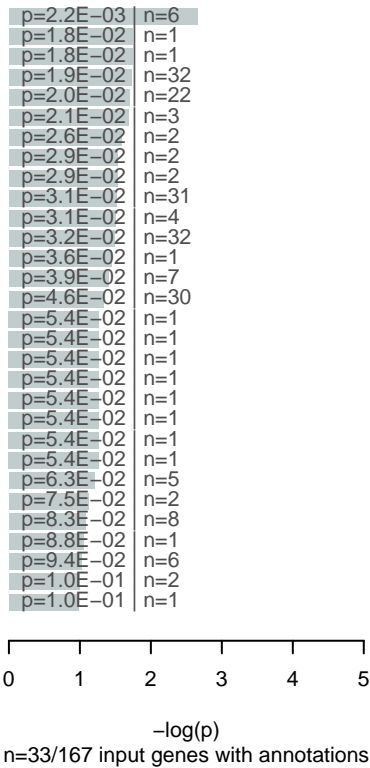 p=2.2E−03 | n=6
p=1.8E−02 | n=1
p=1.8E−02 | n=1
p=1.9E−02 | n=32
p=2.0E−02 | n=22
p=2.1E−02 | n=3
p=2.6E−02 | n=2
p=2.9E−02 | n=2
p=2.9E−02 | n=2
p=3.1E−02 | n=31
p=3.1E−02 | n=4
p=3.2E−02 | n=32
p=3.6E−02 | n=1
p=3.9E−02 | n=7
p=4.6E−02 | n=30
p=5.4E−02 | n=1
p=5.4E−02 | n=1
p=5.4E−02 | n=1
p=5.4E−02 | n=1
p=5.4E−02 | n=1
p=5.4E−02 | n=1
p=5.4E−02 | n=1
p=5.4E−02 | n=1
p=6.3E−02 | n=5
p=7.5E−02 | n=2
p=8.3E−02 | n=8
p=8.8E−02 | n=1
p=9.4E−02 | n=6
p=1.0E−01 | n=2
p=1.0E−01 | n=1
0 1 2 3 4 5
−log(p)
n=33/167 input genes with annotations